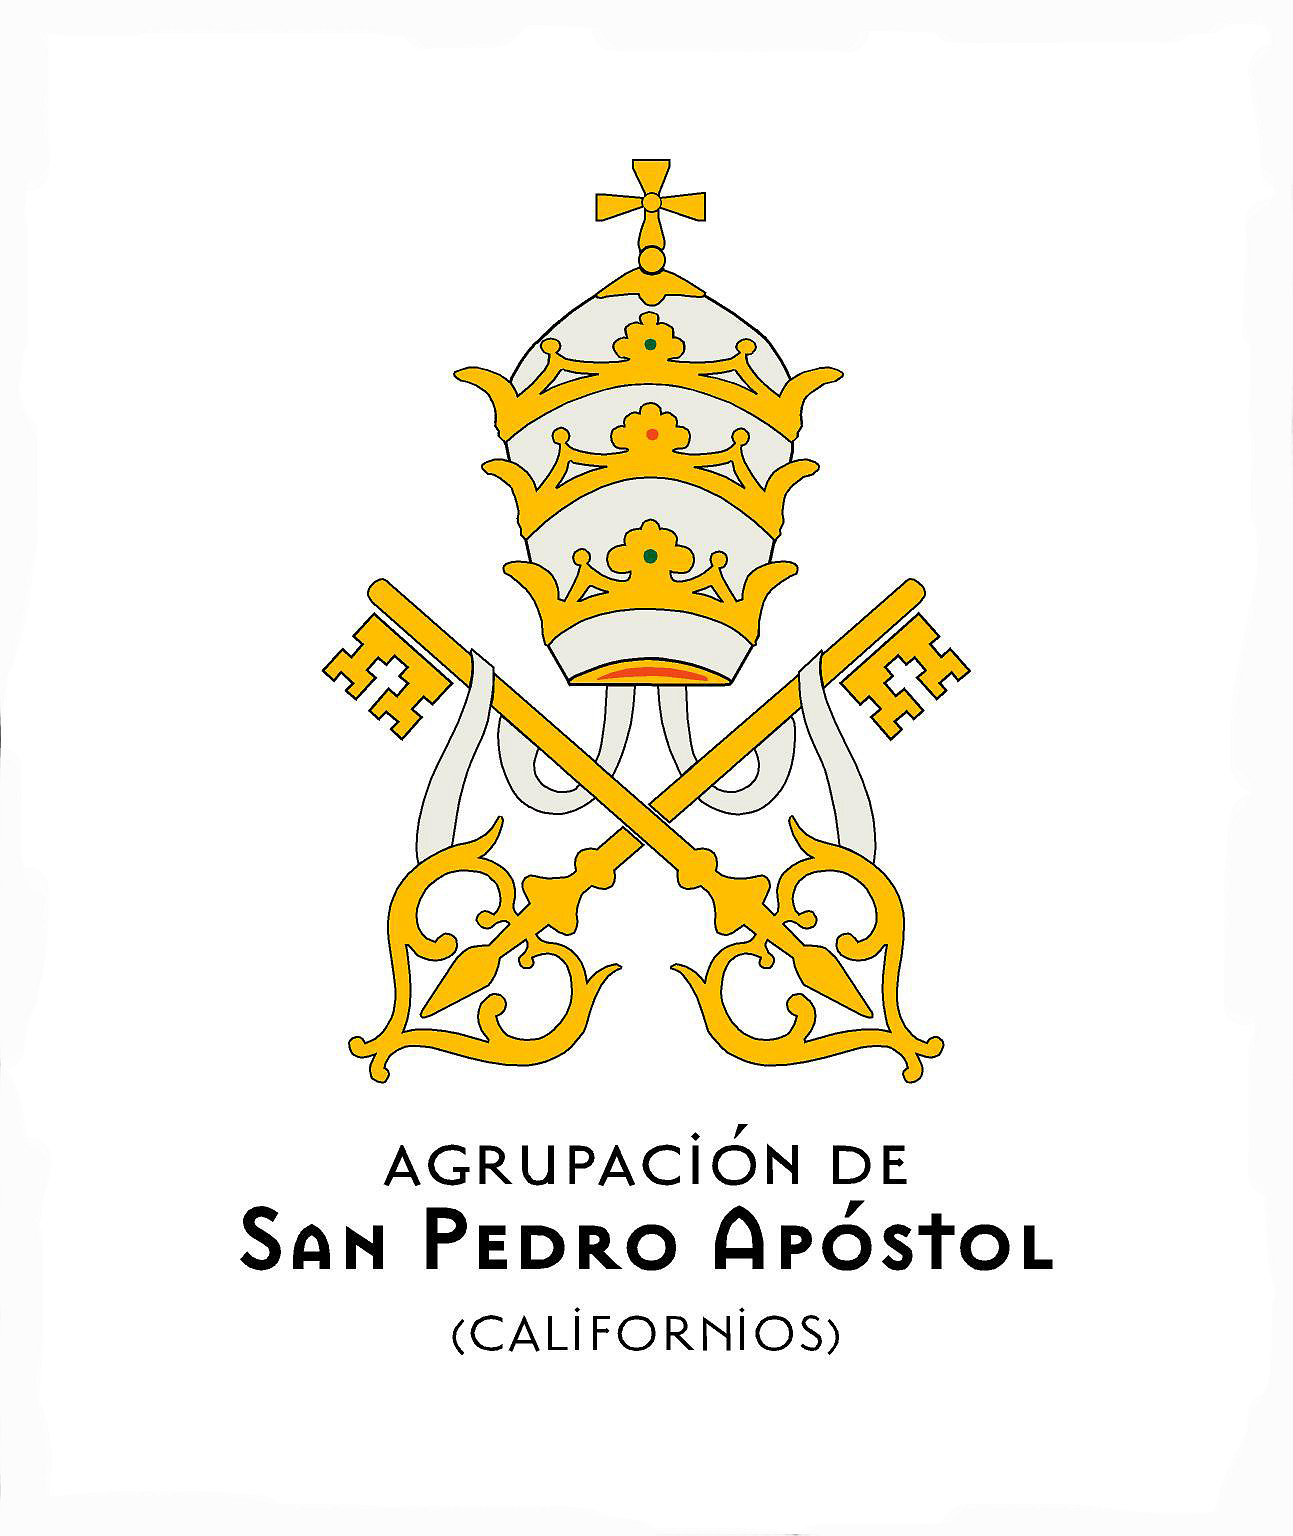 AGRUPACIÓN DE
SAN PEDRO APÓSTOL
(CALIFORNIOS)